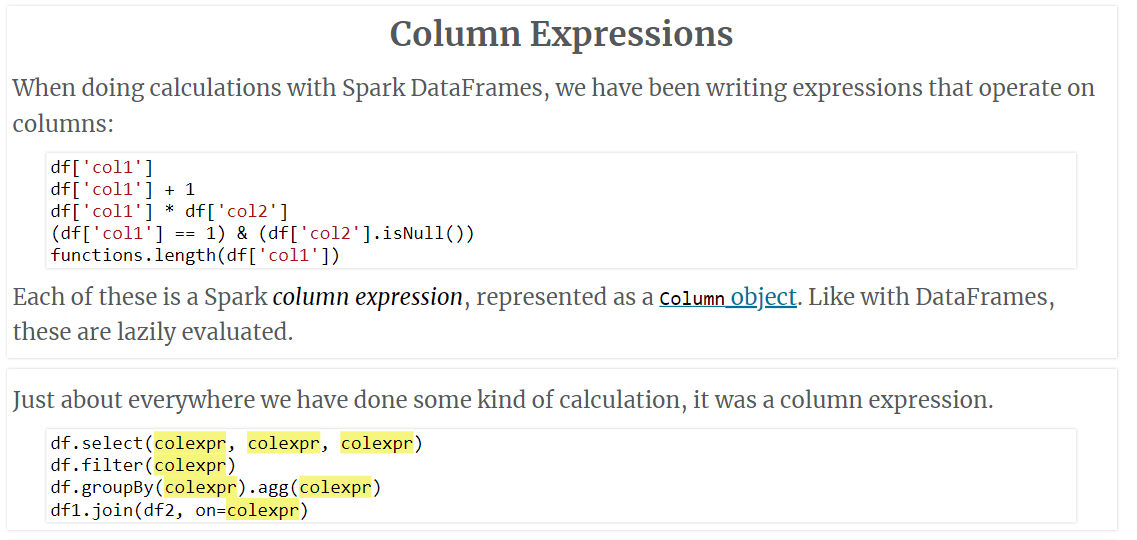 Column Expressions
When doing calculations with Spark DataFrames, we have been writing expressions that operate on
columns:
df['col1']
df['col1'] + 1
df['col1'] * df['col2']
(df['col1'] == 1) & (df['col2'].isNull())
functions.length(df['col1'])
Each of these is a Spark column expression, represented as a Column object. Like with DataFrames,
these are lazily evaluated.
Just about everywhere we have done some kind of calculation, it was a column expression.
df.select(colexpr, colexpr, colexpr)
df.filter(colexpr)
df.groupBy(colexpr).agg(colexpr)
df1.join(df2, on=colexpr)